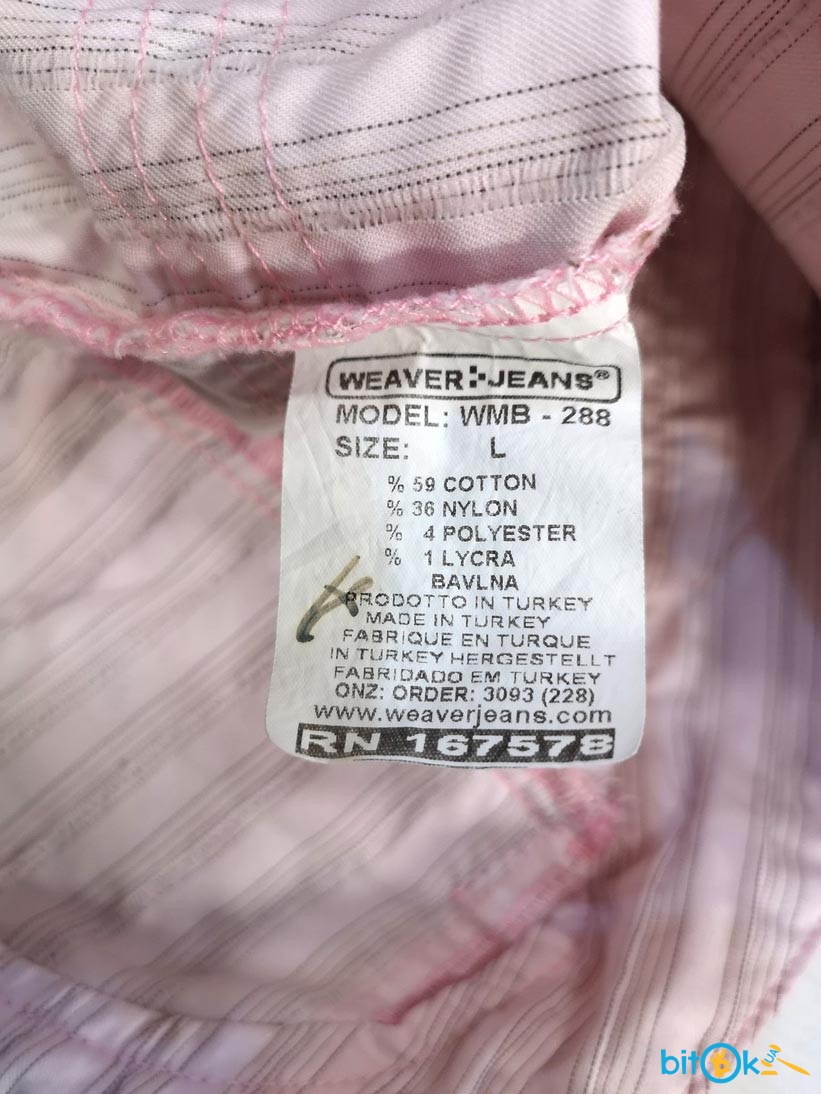 WEAVER JEANS®
MODEL: WMB - 288
SIZE: L
% 59 COTTON
% 36 NYLON
% 4 POLYESTER
% 1 LYCRA
BAVLNA
PRODOTTO IN TURKEY
MADE IN TURKEY
FABRIQUE EN TURQUE
IN TURKEY HERGESTELLT
FABRIDADO EM TURKEY
ONZ: ORDER: 3093 (228)
www.weaverjeans.com
RN 167578
bitOk.UA